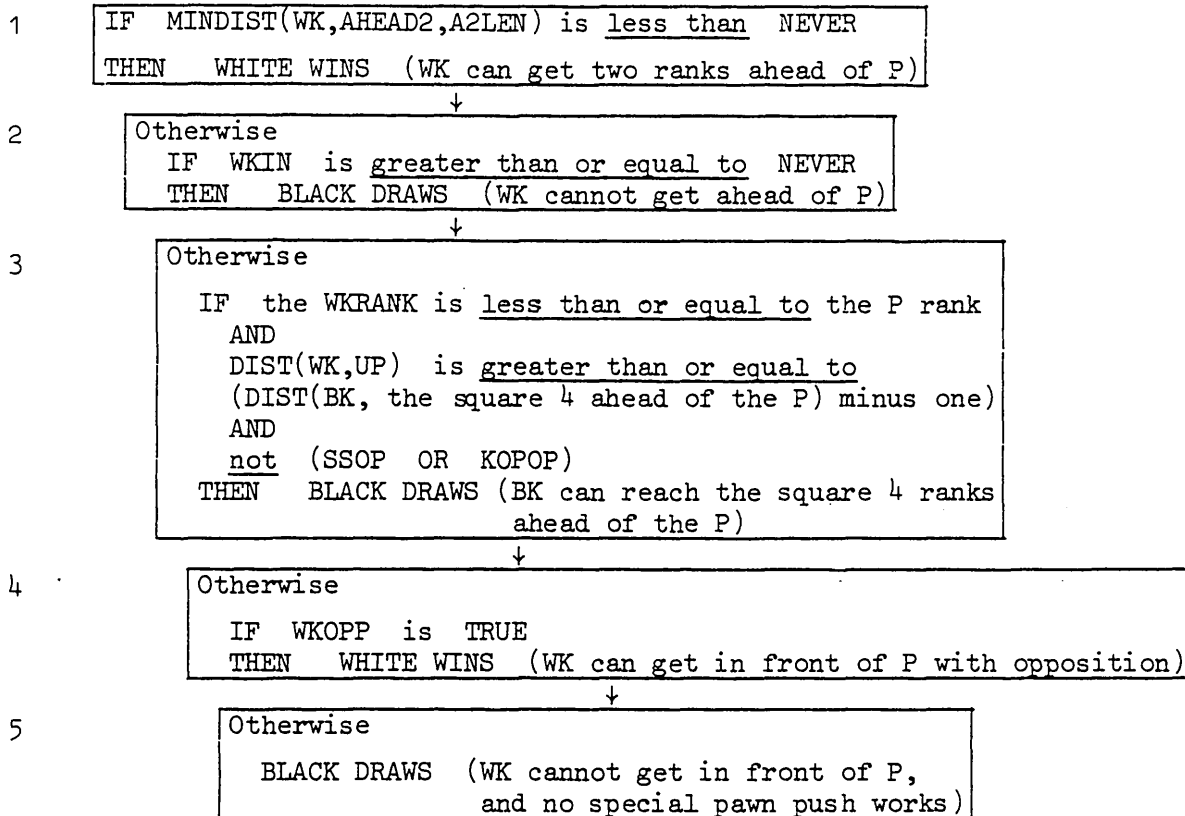 1 IF MINDIST(WK,AHEAD2,A2LEN) is less than NEVER
THEN WHITE WINS (WK can get two ranks ahead of P)
↓
2 Otherwise
IF WKIN is greater than or equal to NEVER
THEN BLACK DRAWS (WK cannot get ahead of P)
↓
3 Otherwise
IF the WKRANK is less than or equal to the P rank
AND
DIST(WK,UP) is greater than or equal to
(DIST(BK, the square 4 ahead of the P) minus one)
AND
not (SSOP OR KOPOP)
THEN BLACK DRAWS (BK can reach the square 4 ranks
ahead of the P)
↓
4 Otherwise
IF WKOPP is TRUE
THEN WHITE WINS (WK can get in front of P with opposition)
↓
5 Otherwise
BLACK DRAWS (WK cannot get in front of P,
and no special pawn push works)